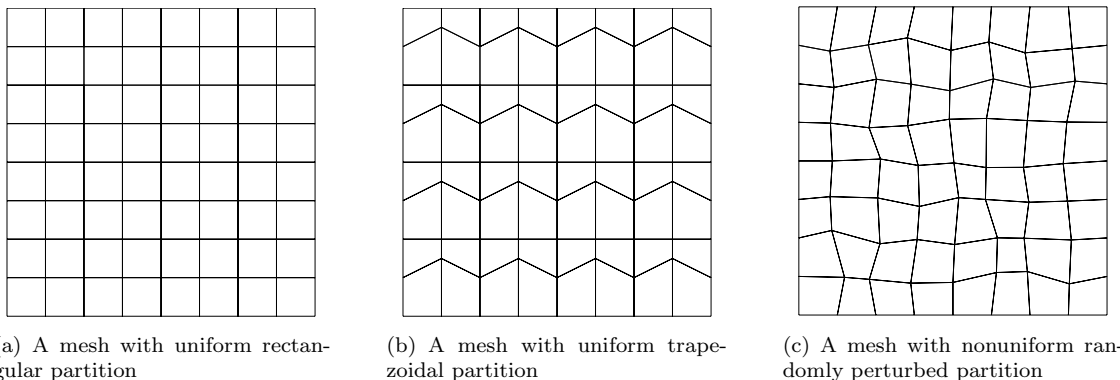 (a) A mesh with uniform rectan-
gular partition
(b) A mesh with uniform trape-
zoidal partition
(c) A mesh with nonuniform ran-
domly perturbed partition